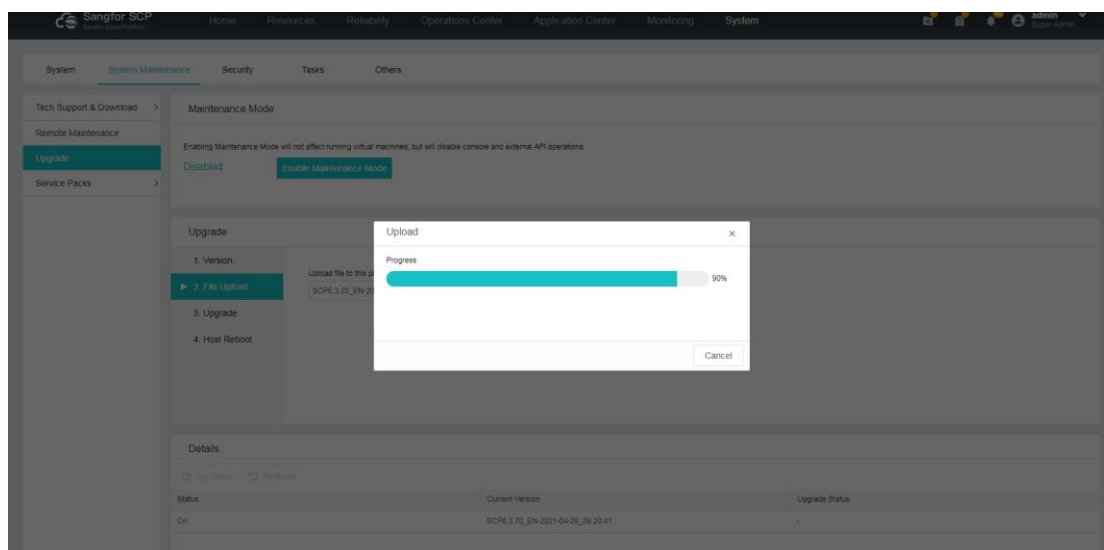 Sangfor SCP
Sangfor Cloud Platform
Home Resources Reliability Operations Center Application Center Monitoring System
admin
Super Admin
System System Maintenance Security Tasks Others
Tech Support & Download
Remote Maintenance
Upgrade
Service Packs
Maintenance Mode
Enabling Maintenance Mode will not affect running virtual machines, but will disable console and external API operations.
Disabled Enable Maintenance Mode
Upgrade
1. Version
2. File Upload
3. Upgrade
4. Host Reboot
Upload file to this p
SCP6.3.70_EN-20
Upload
Progress
90%
Cancel
Details
Try Again Rollback
Status Current Version Upgrade Status
On SCP6.3.70_EN-2021-04-26_09:20:41 -